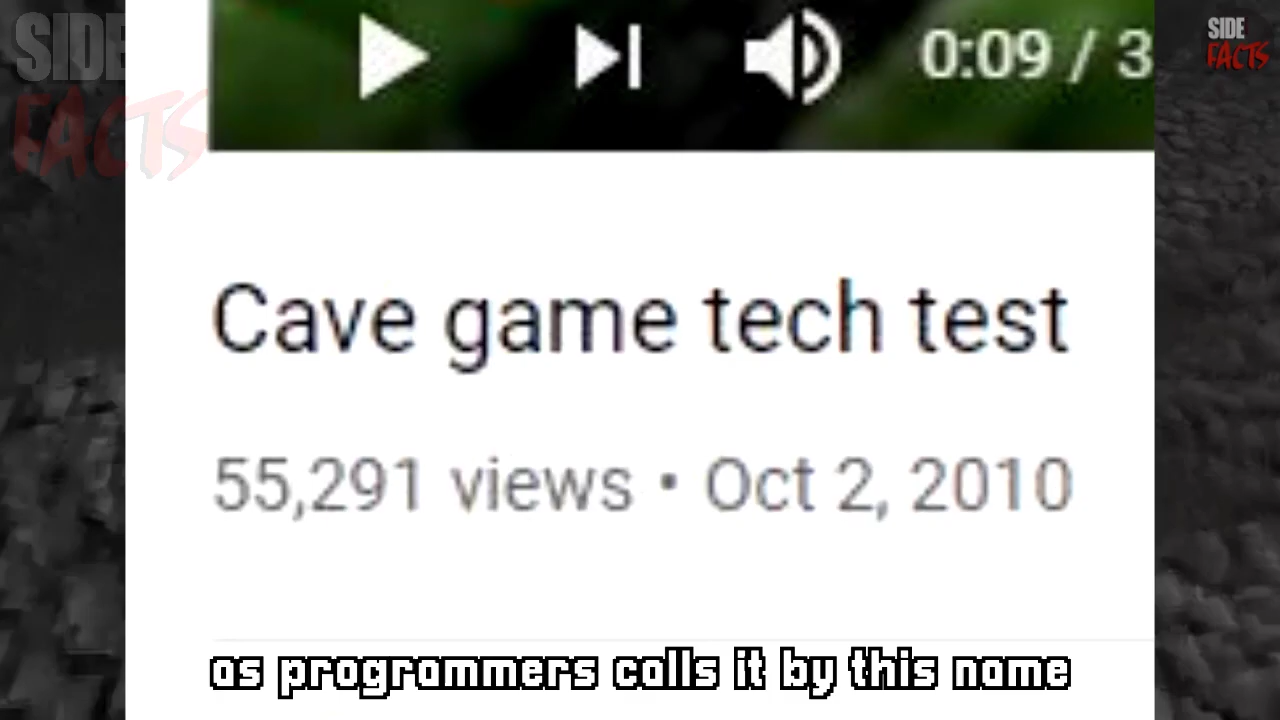 SIDE
FACTS
SIDE
FACTS
0:09 / 3
Cave game tech test
55,291 views • Oct 2, 2010
as programmers calls it by this name